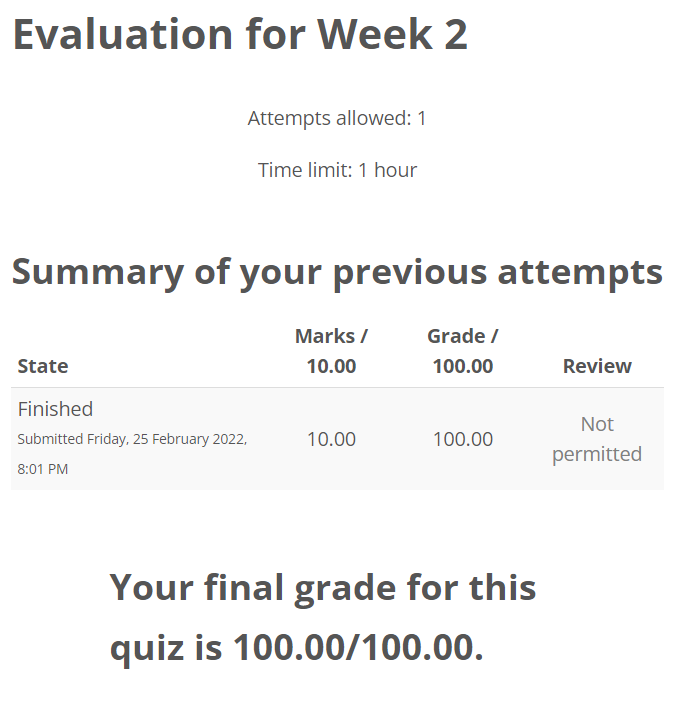 Evaluation for Week 2
Attempts allowed: 1
Time limit: 1 hour
Summary of your previous attempts
State Marks / 10.00 Grade / 100.00 Review
Finished
Submitted Friday, 25 February 2022,
8:01 PM
10.00 100.00 Not permitted
Your final grade for this
quiz is 100.00/100.00.